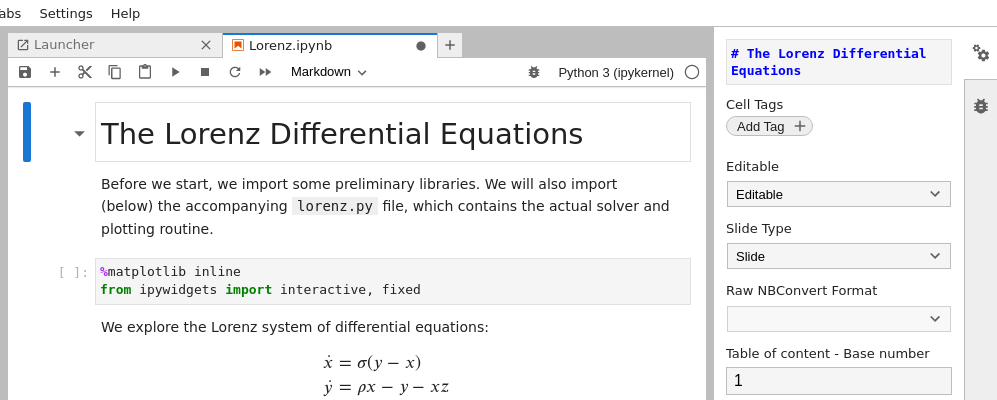 abs Settings Help
Launcher
Lorenz.ipynb
Markdown
Python 3 (ipykernel)
The Lorenz Differential Equations
Before we start, we import some preliminary libraries. We will also import
(below) the accompanying lorenz.py file, which contains the actual solver and
plotting routine.
[ ]:
%matplotlib inline
from ipywidgets import interactive, fixed
We explore the Lorenz system of differential equations:
ẋ = σ(y − x)
ẏ = ρx − y − xz
# The Lorenz Differential
Equations
Cell Tags
Add Tag +
Editable
Editable
Slide Type
Slide
Raw NBConvert Format
Table of content - Base number
1